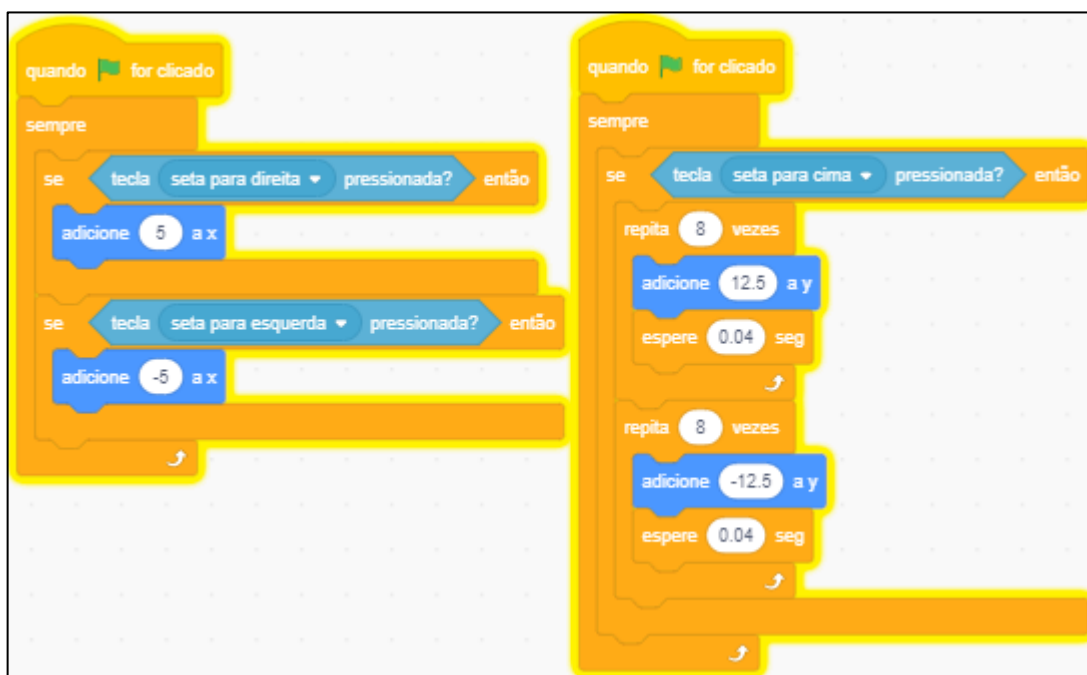 quando for clicado
sempre
se tecla seta para direita pressionada? então
adicione 5 a x
se tecla seta para esquerda pressionada? então
adicione -5 a x
quando for clicado
sempre
se tecla seta para cima pressionada? então
repita 8 vezes
adicione 12.5 a y
espere 0.04 seg
repita 8 vezes
adicione -12.5 a y
espere 0.04 seg